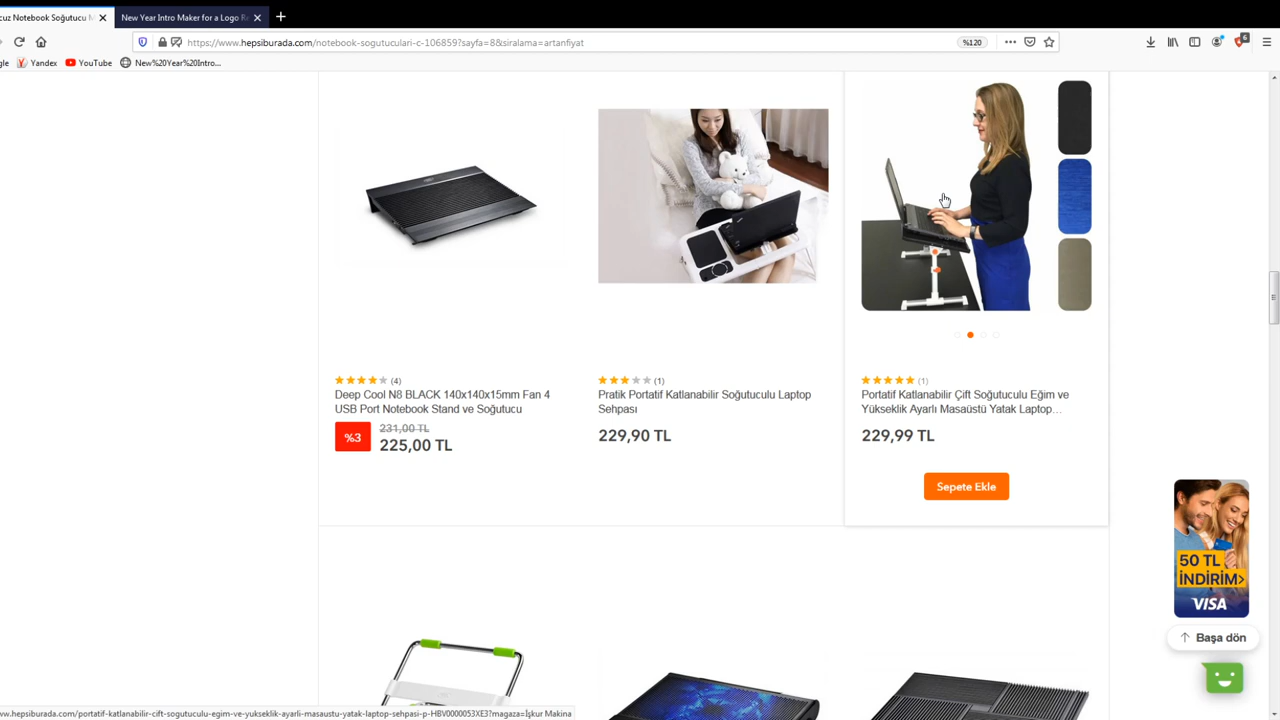 cuz Notebook Soğutucu M
New Year Intro Maker for a Logo Re
https://www.hepsiburada.com/notebook-sogutuculari-c-106859?sayfa=8&siralama=artanfiyat
%120
6
gle
Yandex
YouTube
New%20Year%20Intro...
(4)
Deep Cool N8 BLACK 140x140x15mm Fan 4
USB Port Notebook Stand ve Soğutucu
%3
231,00 TL
225,00 TL
(1)
Pratik Portatif Katlanabilir Soğutuculu Laptop
Sehpası
229,90 TL
(1)
Portatif Katlanabilir Çift Soğutuculu Eğim ve
Yükseklik Ayarlı Masaüstü Yatak Laptop...
229,99 TL
Sepete Ekle
50 TL
İNDİRİM>
VISA
Başa dön
ww.hepsiburada.com/portatif-katlanabilir-cift-sogutuculu-egim-ve-yukseklik-ayarli-masaustu-yatak-laptop-sehpasi-p-HBV0000053XE3?magaza=İşkur Makina